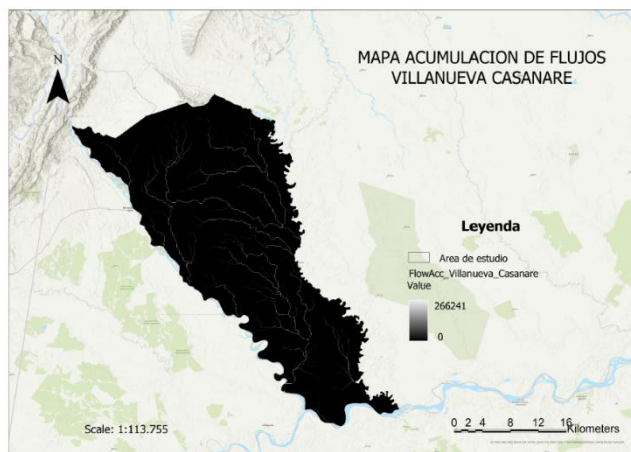 MAPA ACUMULACION DE FLUJOS
VILLANUEVA CASANARE
N
Leyenda
Area de estudio
FlowAcc_Villanueva_Casanare
Value
266241
0
Scale: 1:113.755
0 2 4 8 12 16
Kilometers